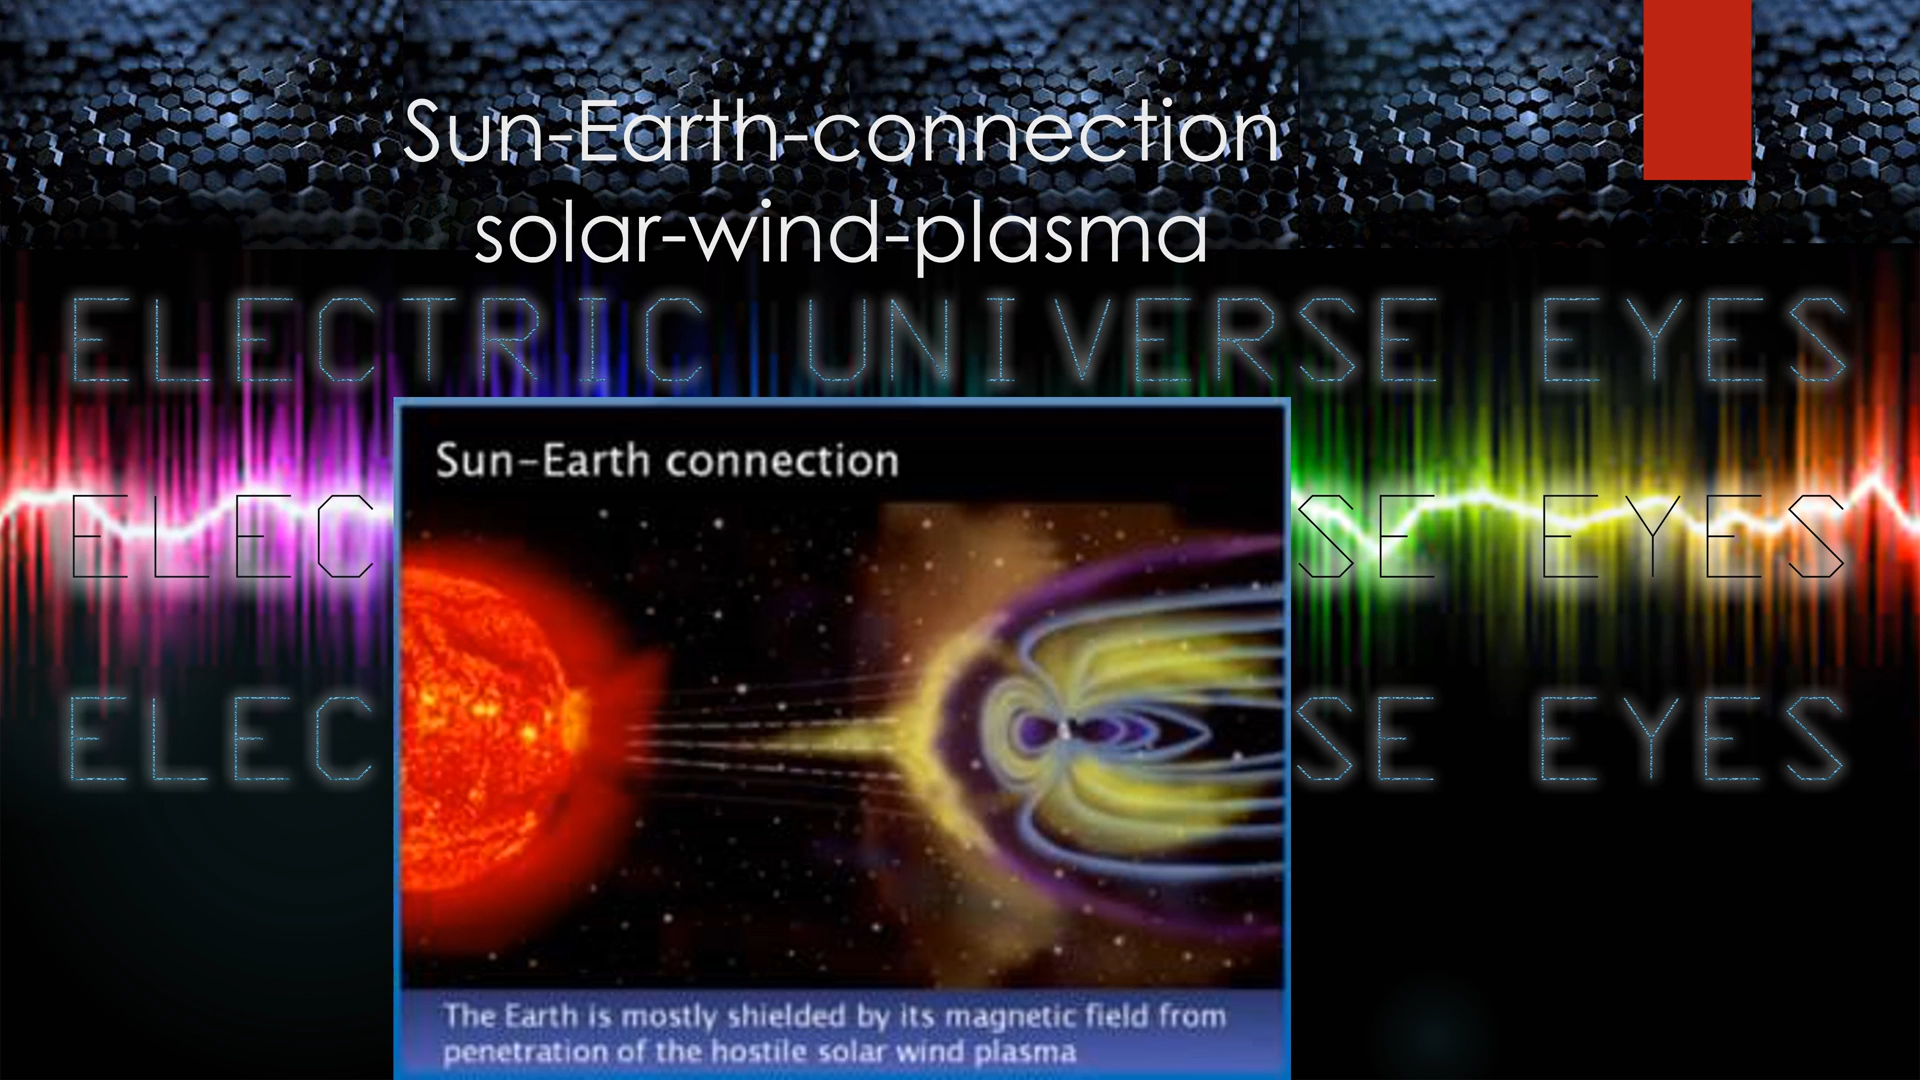 Sun-Earth-connection
solar-wind-plasma
ELECTRIC UNIVERSE EYES
Sun-Earth connection
ELEC SE EYES
ELEC SE EYES
The Earth is mostly shielded by its magnetic field from
penetration of the hostile solar wind plasma